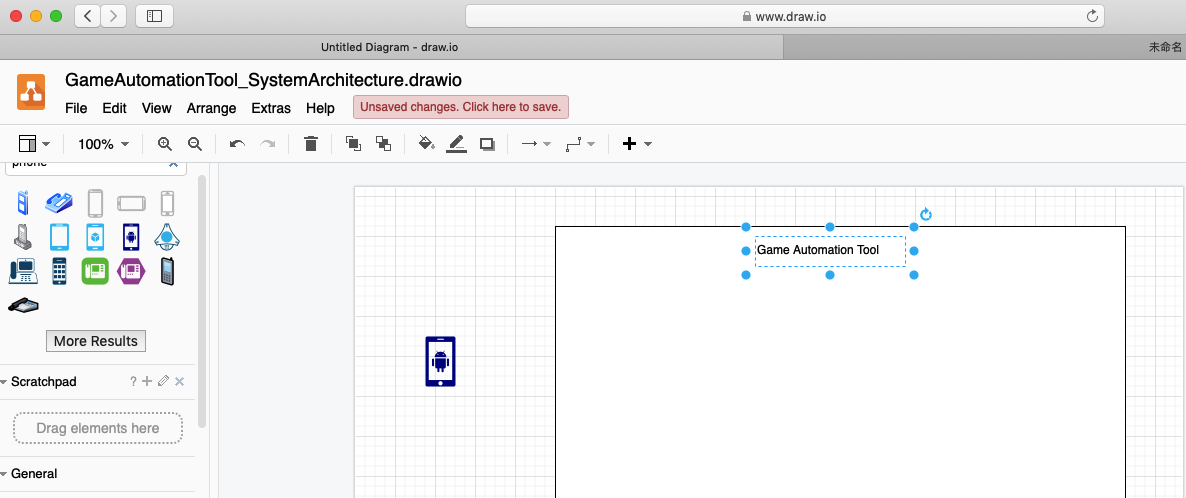 www.draw.io
Untitled Diagram - draw.io
未命名
GameAutomationTool_SystemArchitecture.drawio
File Edit View Arrange Extras Help Unsaved changes. Click here to save.
100%
phone
Game Automation Tool
More Results
Scratchpad ?
Drag elements here
General